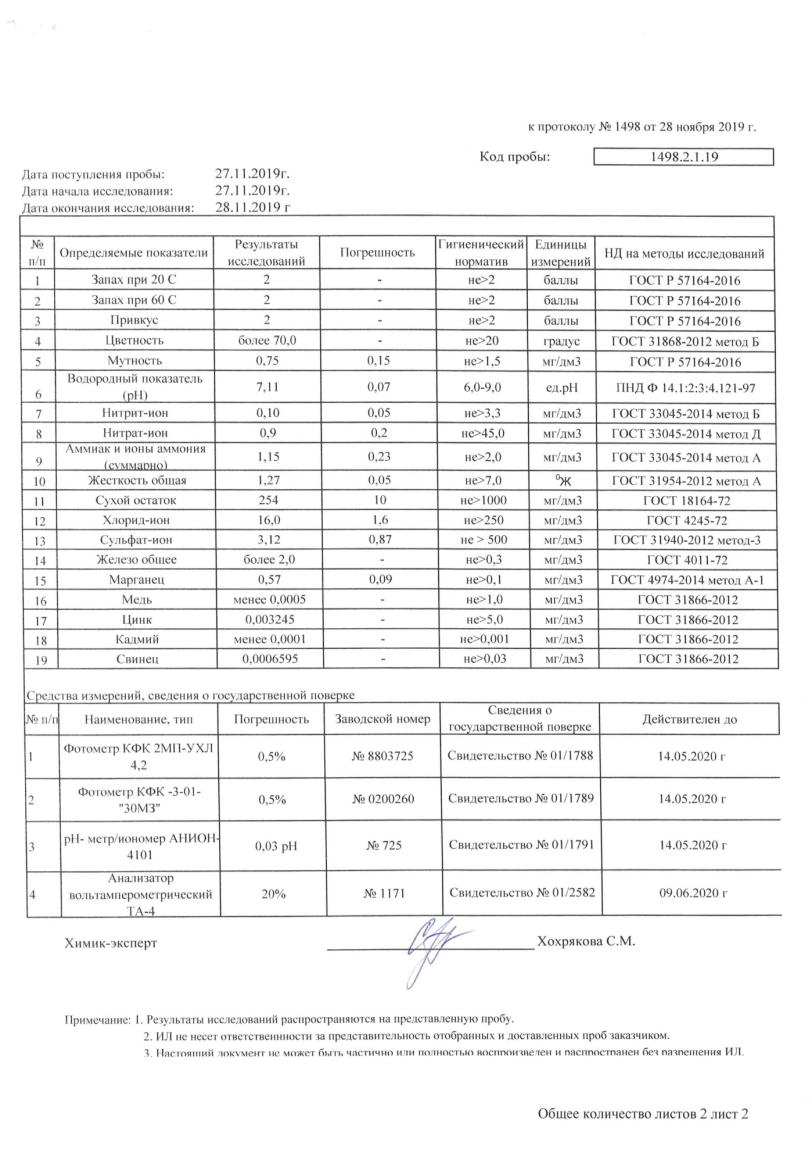 к протоколу № 1498 от 28 ноября 2019 г.
Код пробы: 1498.2.1.19
Дата поступления пробы: 27.11.2019г.
Дата начала исследования: 27.11.2019г.
Дата окончания исследования: 28.11.2019 г
№ п/п Определяемые показатели Результаты исследований Погрешность Гигиенический норматив Единицы измерений НД на методы исследований
1 Запах при 20 С 2 - не>2 баллы ГОСТ Р 57164-2016
2 Запах при 60 С 2 - не>2 баллы ГОСТ Р 57164-2016
3 Привкус 2 - не>2 баллы ГОСТ Р 57164-2016
4 Цветность более 70,0 - не>20 градус ГОСТ 31868-2012 метод Б
5 Мутность 0,75 0,15 не>1,5 мг/дм3 ГОСТ Р 57164-2016
6 Водородный показатель (pH) 7,11 0,07 6,0-9,0 ед.pH ПНД Ф 14.1:2:3:4.121-97
7 Нитрит-ион 0,10 0,05 не>3,3 мг/дм3 ГОСТ 33045-2014 метод Б
8 Нитрат-ион 0,9 0,2 не>45,0 мг/дм3 ГОСТ 33045-2014 метод Д
9 Аммиак и ионы аммония (суммарно) 1,15 0,23 не>2,0 мг/дм3 ГОСТ 33045-2014 метод А
10 Жесткость общая 1,27 0,05 не>7,0 ⁰Ж ГОСТ 31954-2012 метод А
11 Сухой остаток 254 10 не>1000 мг/дм3 ГОСТ 18164-72
12 Хлорид-ион 16,0 1,6 не>250 мг/дм3 ГОСТ 4245-72
13 Сульфат-ион 3,12 0,87 не > 500 мг/дм3 ГОСТ 31940-2012 метод-3
14 Железо общее более 2,0 - не>0,3 мг/дм3 ГОСТ 4011-72
15 Марганец 0,57 0,09 не>0,1 мг/дм3 ГОСТ 4974-2014 метод А-1
16 Медь менее 0,0005 - не>1,0 мг/дм3 ГОСТ 31866-2012
17 Цинк 0,003245 - не>5,0 мг/дм3 ГОСТ 31866-2012
18 Кадмий менее 0,0001 - не>0,001 мг/дм3 ГОСТ 31866-2012
19 Свинец 0,0006595 - не>0,03 мг/дм3 ГОСТ 31866-2012
Средства измерений, сведения о государственной поверке
№ п/п Наименование, тип Погрешность Заводской номер Сведения о государственной поверке Действителен до
1 Фотометр КФК 2МП-УХЛ 4,2 0,5% № 8803725 Свидетельство № 01/1788 14.05.2020 г
2 Фотометр КФК -3-01-"ЗОМЗ" 0,5% № 0200260 Свидетельство № 01/1789 14.05.2020 г
3 pH- метр/иономер АНИОН-4101 0,03 pH № 725 Свидетельство № 01/1791 14.05.2020 г
4 Анализатор вольтамперометрический ТА-4 20% № 1171 Свидетельство № 01/2582 09.06.2020 г
Химик-эксперт Хохрякова С.М.
Примечание: 1. Результаты исследований распространяются на представленную пробу.
2. ИЛ не несет ответственнности за представительность отобранных и доставленных проб заказчиком.
3. Настоящий документ не может быть частично или полностью воспроизведен и распространен без разрешения ИЛ.
Общее количество листов 2 лист 2